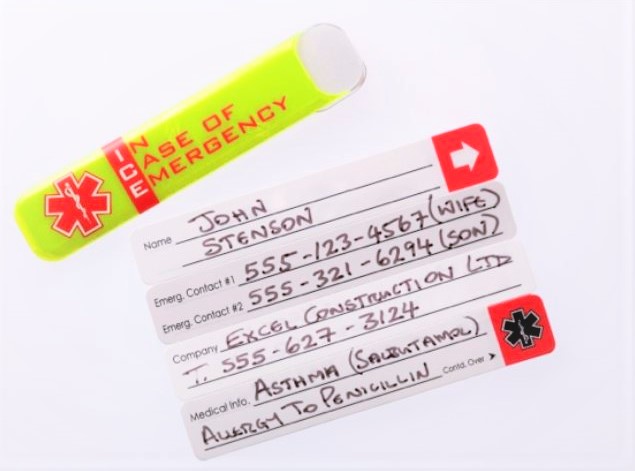 IN
CASE OF
EMERGENCY
Name JOHN
STENSON
Emerg. Contact #1 555-123-4567 (WIFE)
Emerg. Contact #2 555-321-6294 (SON)
Company EXCEL CONSTRUCTION LTD
T. 555-627-3124
Medical Info. ASTHMA (SALBUTAMOL)
ALLERGY TO PENICILLIN Contd. Over >